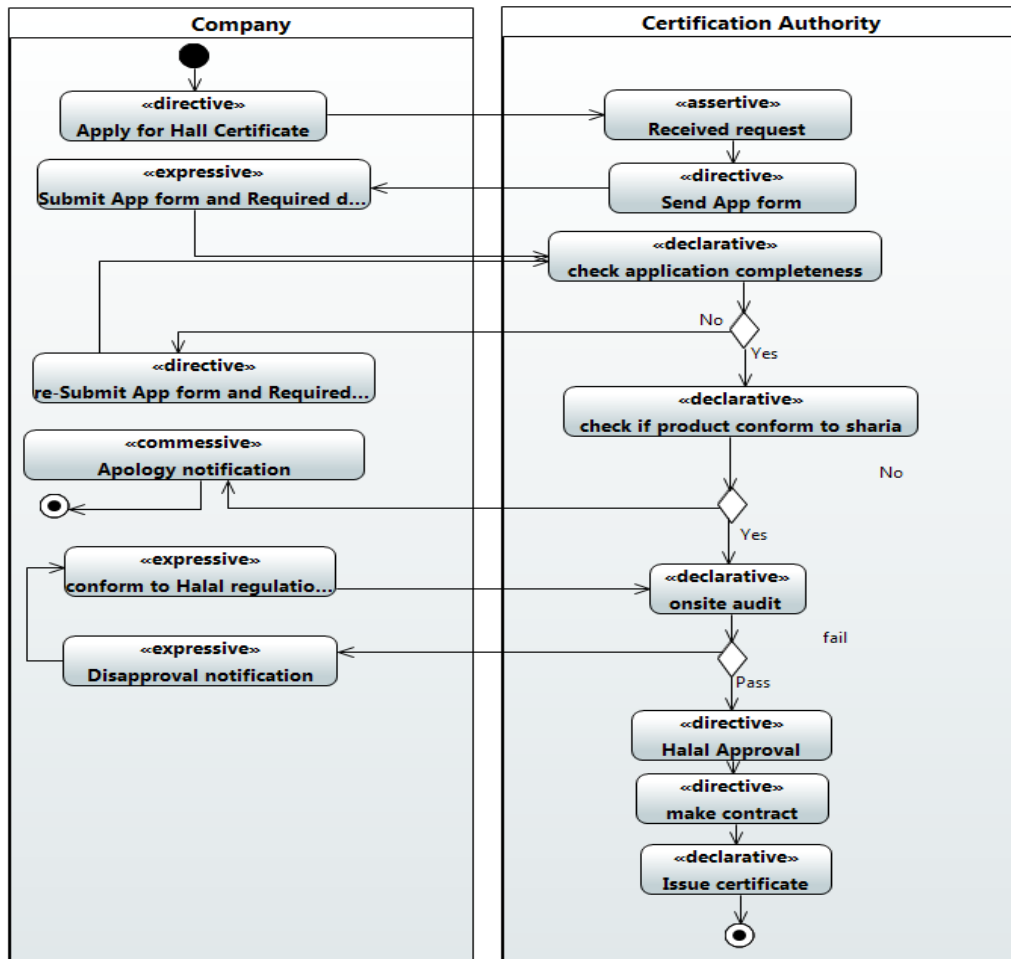 Company
Certification Authority
«directive»
Apply for Hall Certificate
«assertive»
Received request
«expressive»
Submit App form and Required d...
«directive»
Send App form
«declarative»
check application completeness
No
Yes
«directive»
re-Submit App form and Required...
«declarative»
check if product conform to sharia
«commessive»
Apology notification
No
Yes
«expressive»
conform to Halal regulatio...
«declarative»
onsite audit
fail
«expressive»
Disapproval notification
Pass
«directive»
Halal Approval
«directive»
make contract
«declarative»
Issue certificate